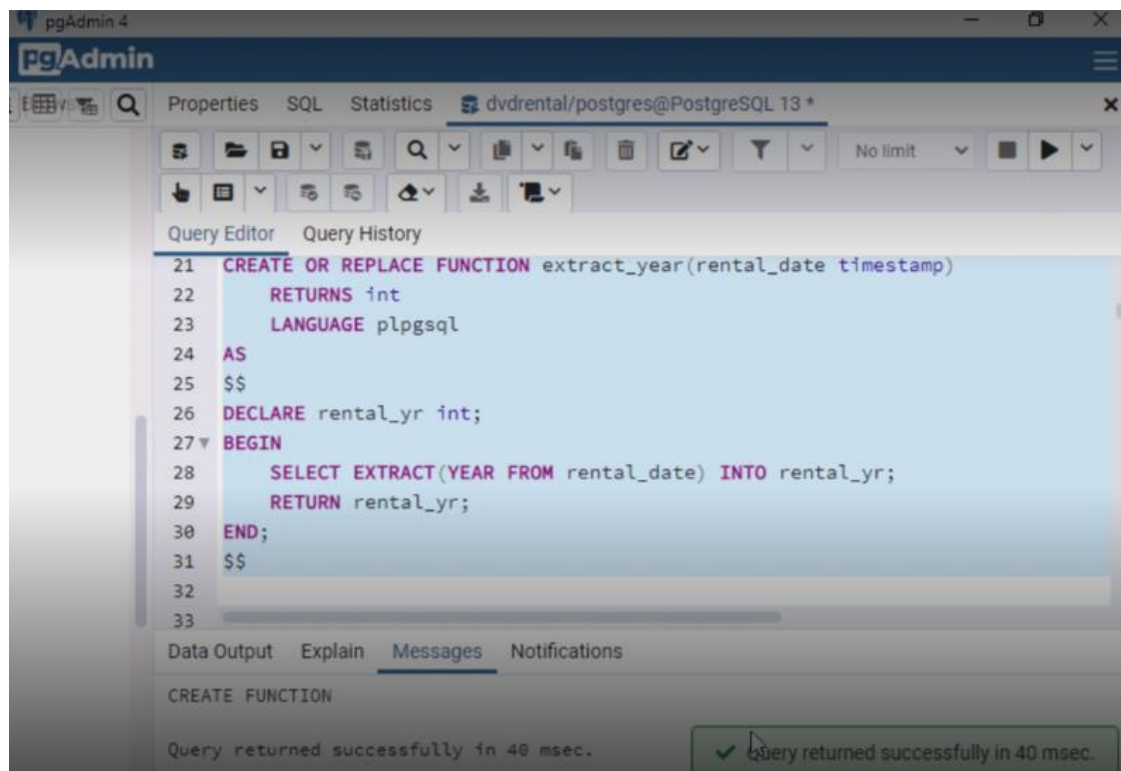 pgAdmin 4
pgAdmin
Properties SQL Statistics dvdrental/postgres@PostgreSQL 13 *
No limit
Query Editor Query History
21 CREATE OR REPLACE FUNCTION extract_year(rental_date timestamp)
22 RETURNS int
23 LANGUAGE plpgsql
24 AS
25 $$
26 DECLARE rental_yr int;
27 BEGIN
28 SELECT EXTRACT(YEAR FROM rental_date) INTO rental_yr;
29 RETURN rental_yr;
30 END;
31 $$
32
33
Data Output Explain Messages Notifications
CREATE FUNCTION
Query returned successfully in 40 msec.
Query returned successfully in 40 msec.